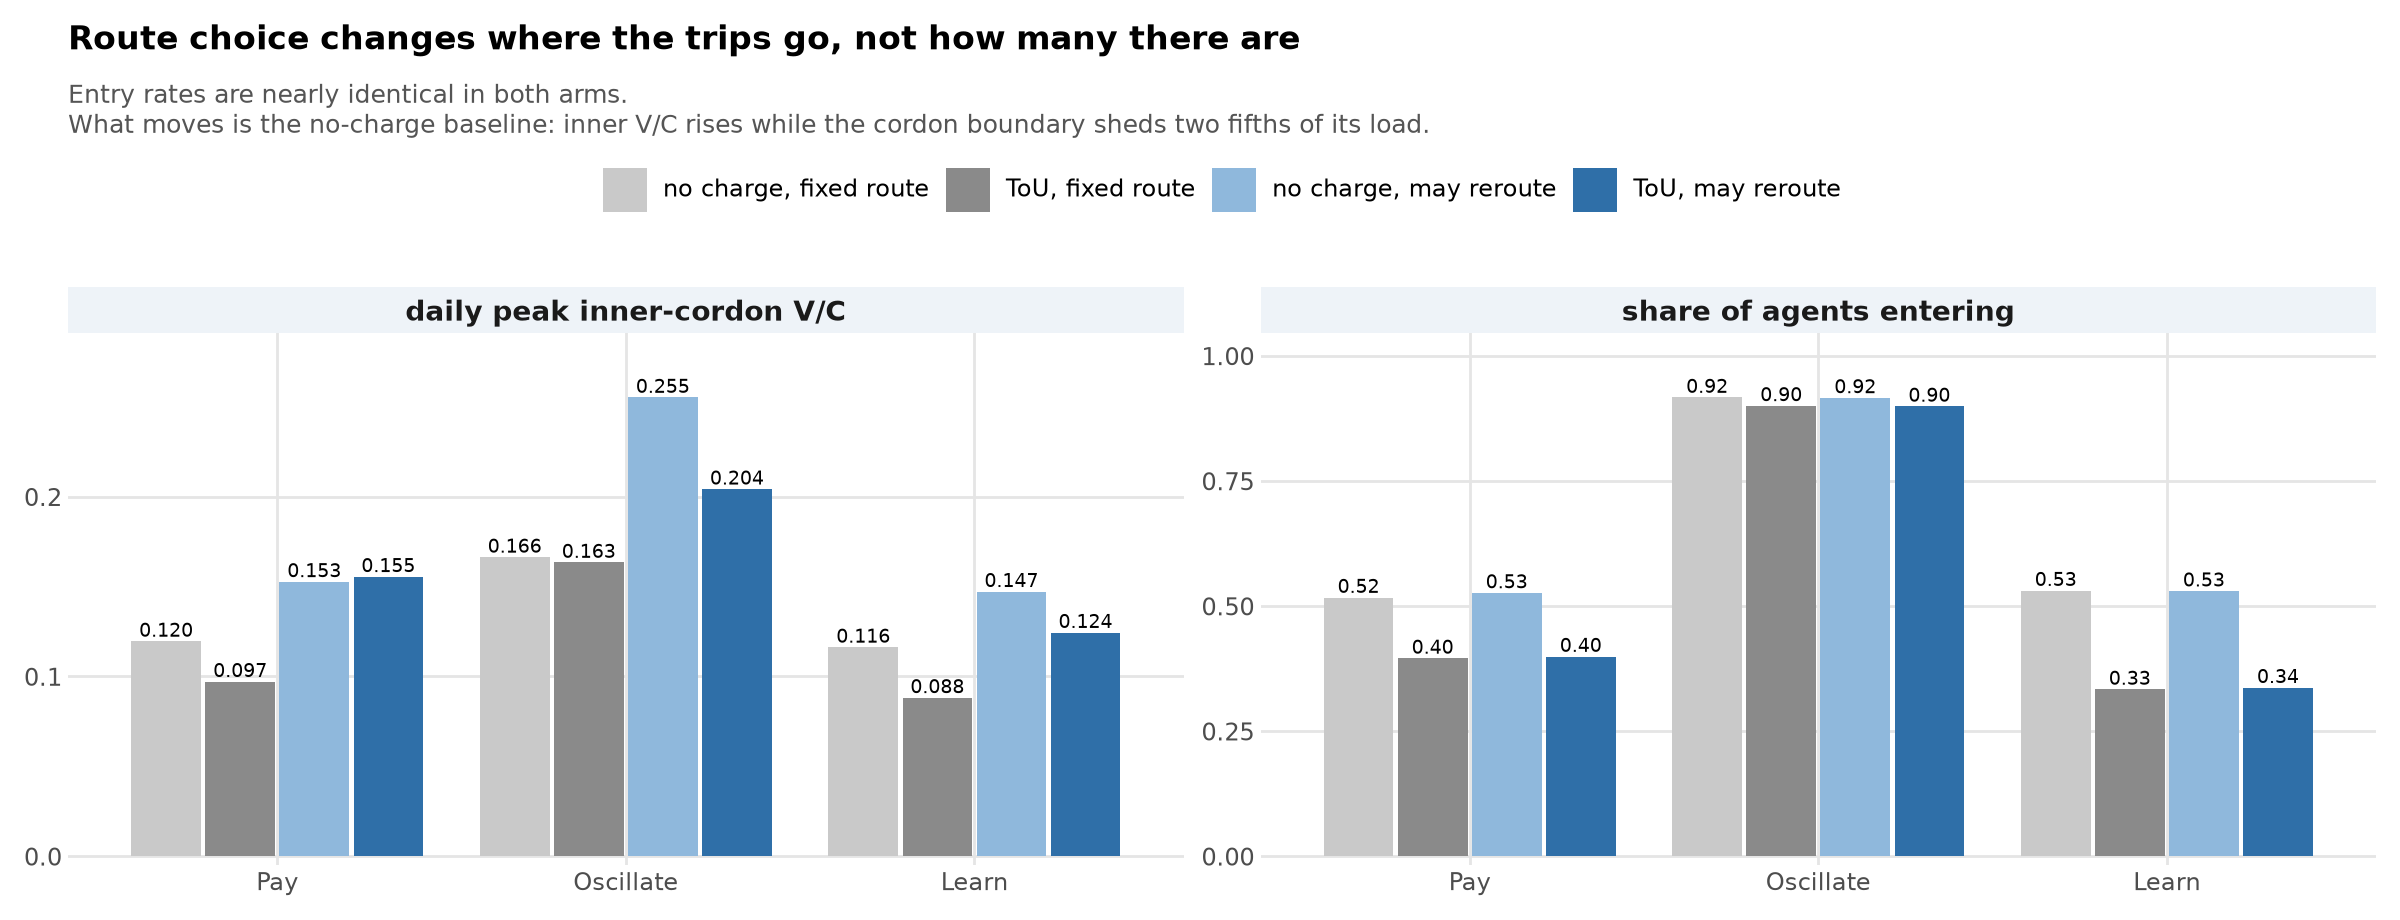 Route choice changes where the trips go, not how many there are
Entry rates are nearly identical in both arms.
What moves is the no-charge baseline: inner V/C rises while the cordon boundary sheds two fifths of its load.
no charge, fixed route
ToU, fixed route
no charge, may reroute
ToU, may reroute
daily peak inner-cordon V/C
0.2
0.1
0.0
0.120
0.097
0.153
0.155
0.166
0.163
0.255
0.204
0.116
0.088
0.147
0.124
Pay
Oscillate
Learn
share of agents entering
1.00
0.75
0.50
0.25
0.00
0.52
0.40
0.53
0.40
0.92
0.90
0.92
0.90
0.53
0.33
0.53
0.34
Pay
Oscillate
Learn